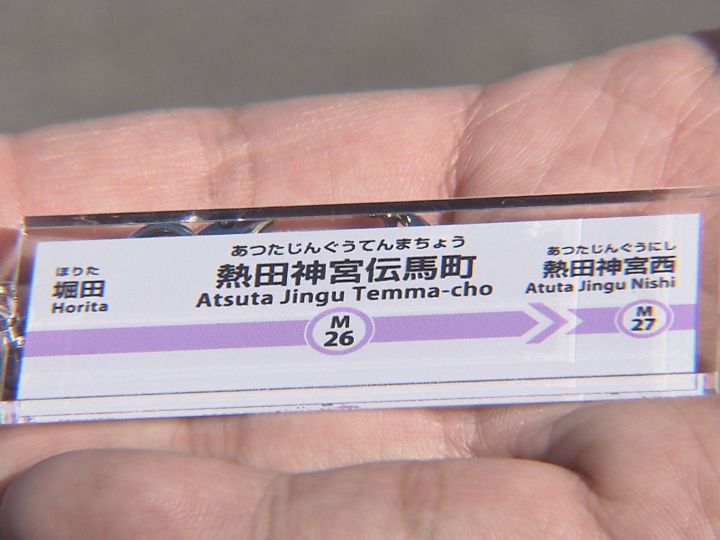 ほりた
堀田
Horita
あつたじんぐうてんまちょう
熱田神宮伝馬町
Atsuta Jingu Temma-cho
M
26
あつたじんぐうにし
熱田神宮西
Atuta Jingu Nishi
M
27